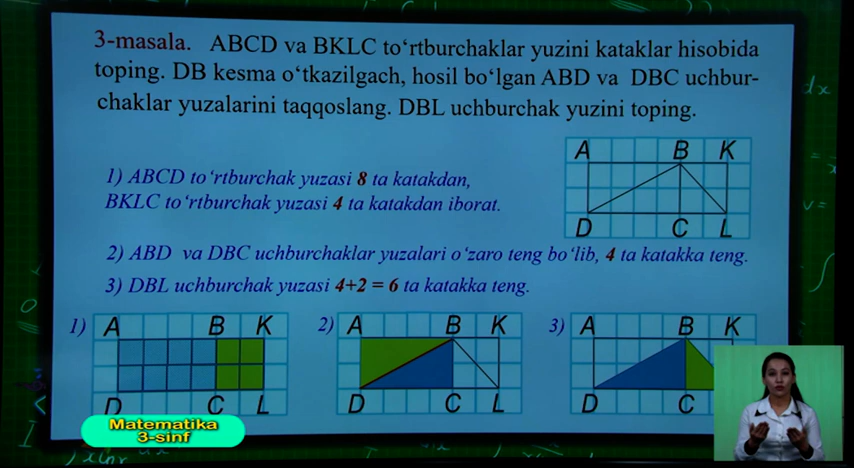 3-masala. ABCD va BKLC to‘rtburchaklar yuzini kataklar hisobida
toping. DB kesma o‘tkazilgach, hosil bo‘lgan ABD va DBC uchbur-
chaklar yuzalarini taqqoslang. DBL uchburchak yuzini toping.
A B K
1) ABCD to‘rtburchak yuzasi 8 ta katakdan,
BKLC to‘rtburchak yuzasi 4 ta katakdan iborat.
D C L
2) ABD va DBC uchburchaklar yuzalari o‘zaro teng bo‘lib, 4 ta katakka teng.
3) DBL uchburchak yuzasi 4+2 = 6 ta katakka teng.
1) A B K
D C L
2) A B K
D C L
3) A B K
D C
Matematika
3-sinf